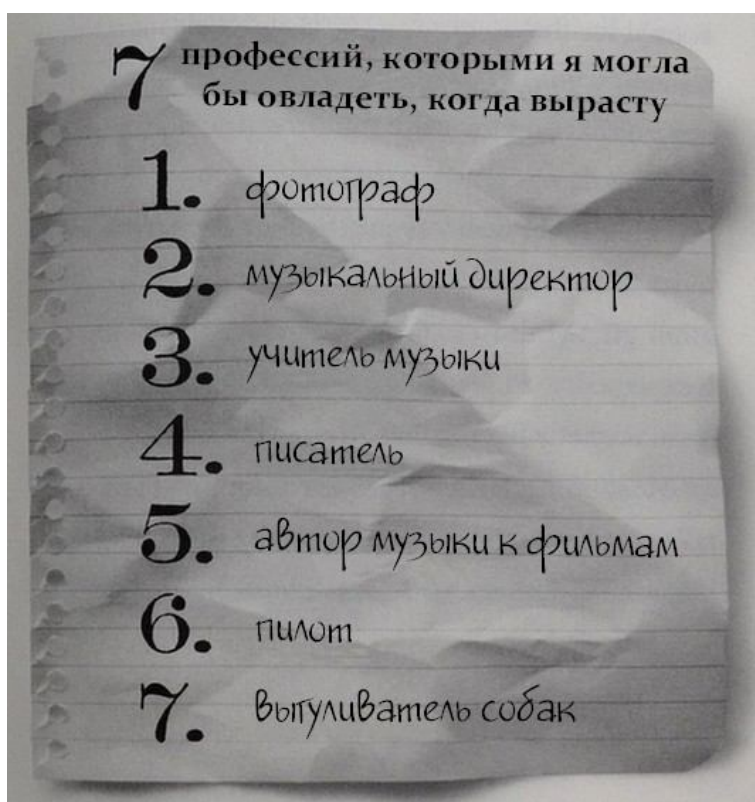 7 профессий, которыми я могла
бы овладеть, когда вырасту
1. фотограф
2. музыкальный директор
3. учитель музыки
4. писатель
5. автор музыки к фильмам
6. пилот
7. выгуливатель собак